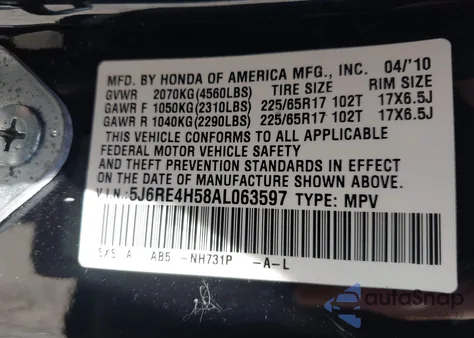 MFD. BY HONDA OF AMERICA MFG., INC. 04/'10
GVWR 2070KG(4560LBS) TIRE SIZE RIM SIZE
GAWR F 1050KG(2310LBS) 225/65R17 102T 17X6.5J
GAWR R 1040KG(2290LBS) 225/65R17 102T 17X6.5J
THIS VEHICLE CONFORMS TO ALL APPLICABLE
FEDERAL MOTOR VEHICLE SAFETY
AND THEFT PREVENTION STANDARDS IN EFFECT
ON THE DATE OF MANUFACTURE SHOWN ABOVE.
V.I.N.:5J6RE4H58AL063597 TYPE: MPV
AB5 -NH731P -A-L
autoSnap